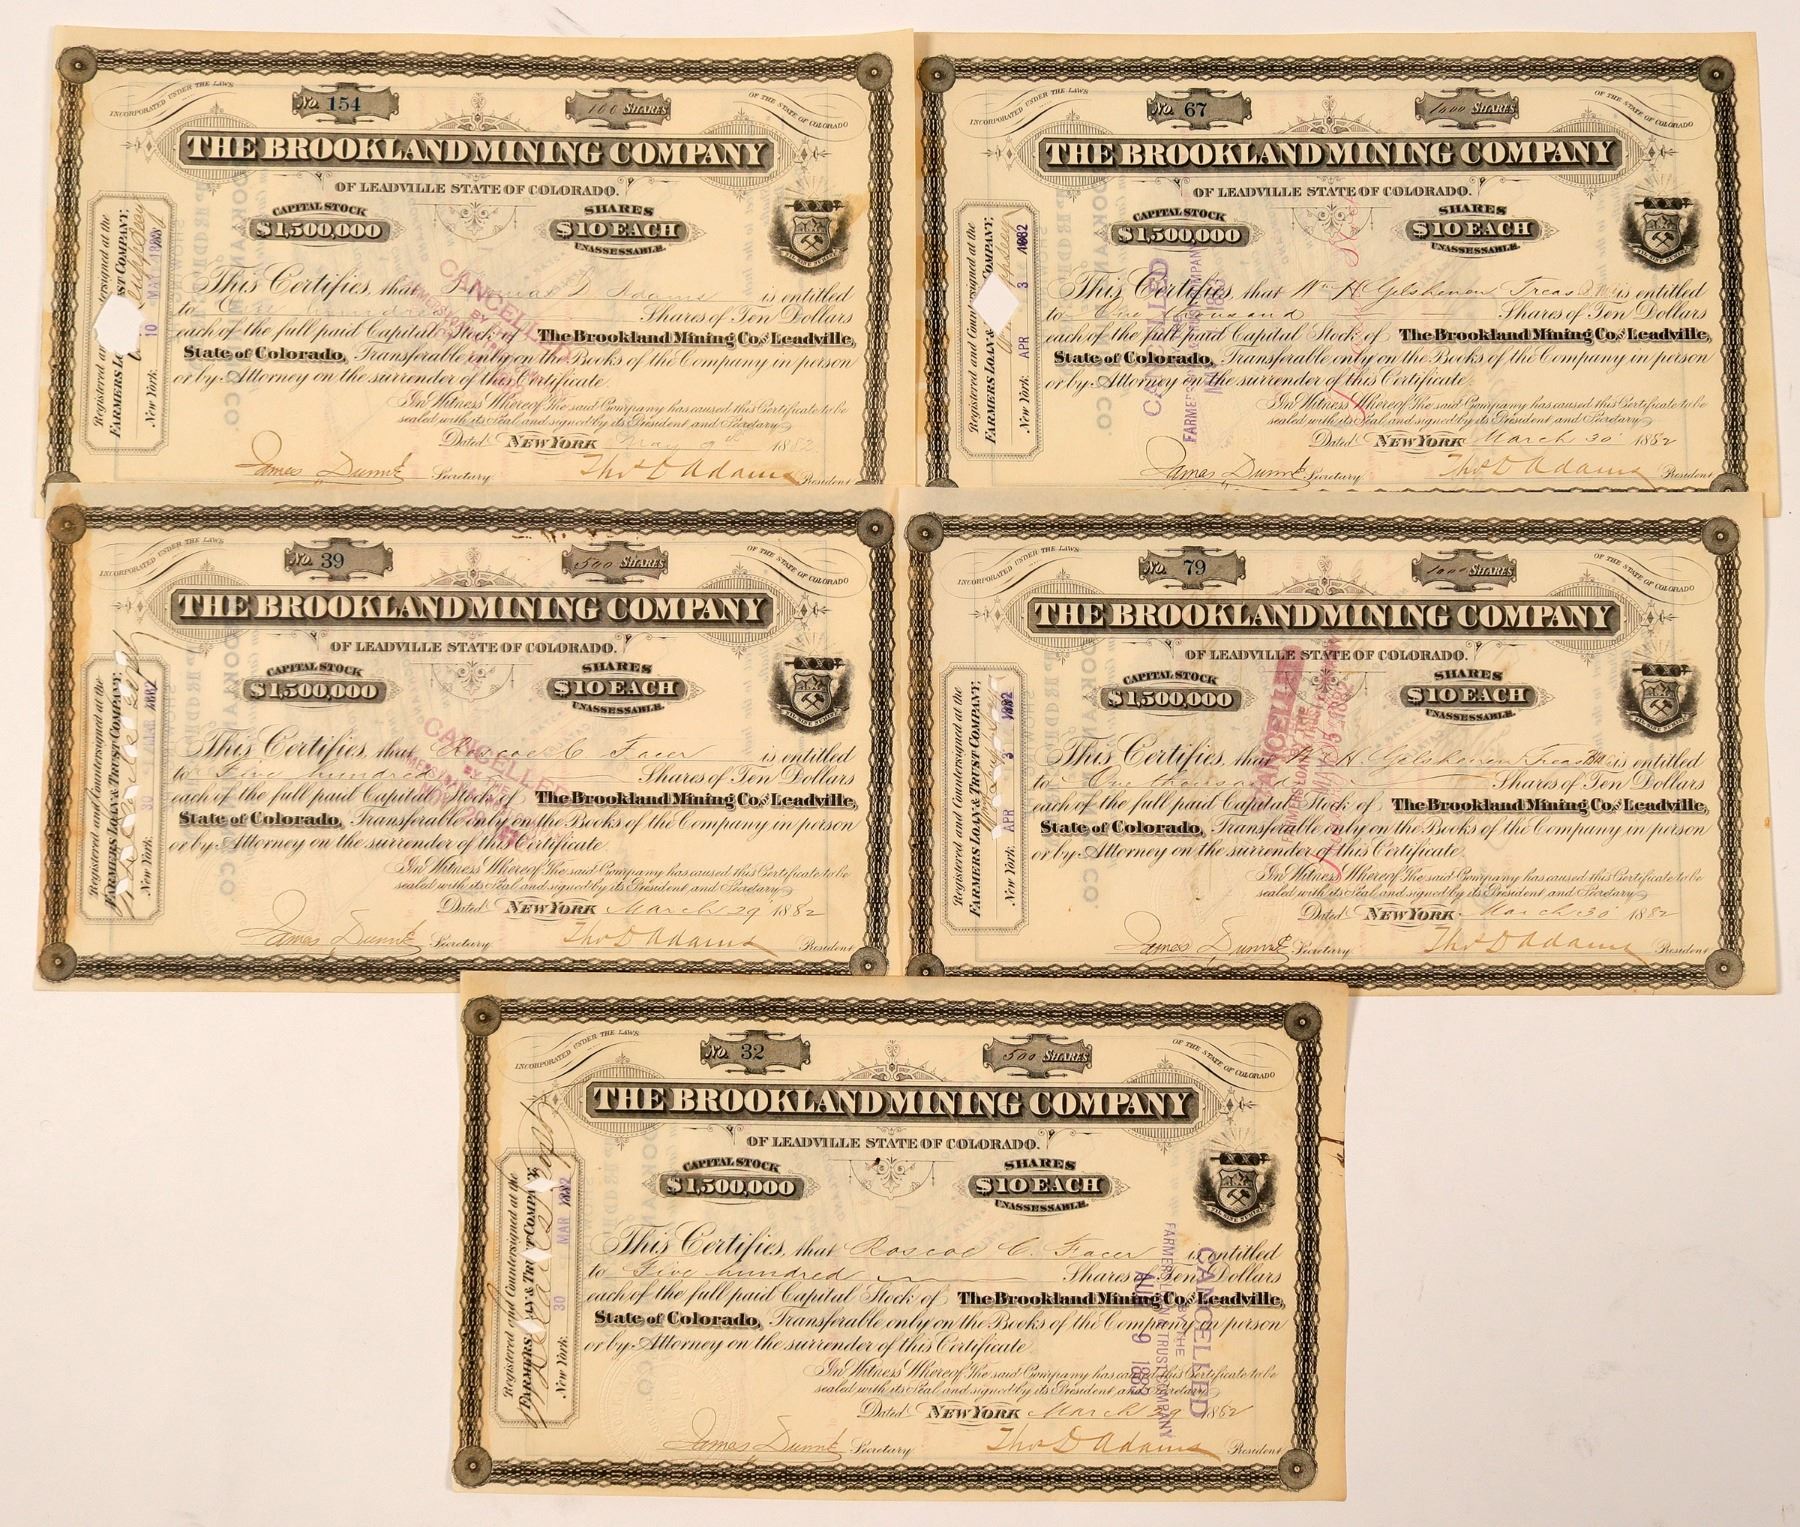 INCORPORATED UNDER THE LAWS
OF THE STATE OF COLORADO
No. 154
100 SHARES
THE BROOKLAND MINING COMPANY
OF LEADVILLE STATE OF COLORADO.
CAPITAL STOCK
$1,500,000
SHARES
$10 EACH
UNASSESSABLE.
Registered and Countersigned at the
FARMERS LOAN & TRUST COMPANY,
New York.
10 MAY 1882
This Certifies, that Thomas D. Adams is entitled
to One hundred Shares of Ten Dollars
each of the full paid Capital Stock of The Brookland Mining Co., of Leadville,
State of Colorado, Transferable only on the Books of the Company in person
or by Attorney on the surrender of this Certificate.
In Witness Whereof, the said Company has caused this Certificate to be
sealed with its Seal and signed by its President and Secretary
Dated NEW YORK May 9th 1882
James Dunne Secretary
Thos D Adams President
CANCELLED
INCORPORATED UNDER THE LAWS
OF THE STATE OF COLORADO
No. 67
1000 SHARES
THE BROOKLAND MINING COMPANY
OF LEADVILLE STATE OF COLORADO.
CAPITAL STOCK
$1,500,000
SHARES
$10 EACH
UNASSESSABLE.
Registered and Countersigned at the
FARMERS LOAN & TRUST COMPANY,
New York.
APR 3 1882
This Certifies, that Wm H Gelshenen Treas is entitled
to One thousand Shares of Ten Dollars
each of the full paid Capital Stock of The Brookland Mining Co., of Leadville,
State of Colorado, Transferable only on the Books of the Company in person
or by Attorney on the surrender of this Certificate.
In Witness Whereof, the said Company has caused this Certificate to be
sealed with its Seal and signed by its President and Secretary
Dated NEW YORK March 30 1882
James Dunne Secretary
Thos D Adams President
CANCELLED
INCORPORATED UNDER THE LAWS
OF THE STATE OF COLORADO
No. 39
500 SHARES
THE BROOKLAND MINING COMPANY
OF LEADVILLE STATE OF COLORADO.
CAPITAL STOCK
$1,500,000
SHARES
$10 EACH
UNASSESSABLE.
Registered and Countersigned at the
FARMERS LOAN & TRUST COMPANY,
New York.
30 MAR 1882
This Certifies, that Roscoe C. Facer is entitled
to Five hundred Shares of Ten Dollars
each of the full paid Capital Stock of The Brookland Mining Co., of Leadville,
State of Colorado, Transferable only on the Books of the Company in person
or by Attorney on the surrender of this Certificate.
In Witness Whereof, the said Company has caused this Certificate to be
sealed with its Seal and signed by its President and Secretary
Dated NEW YORK March 29 1882
James Dunne Secretary
Thos D Adams President
CANCELLED
INCORPORATED UNDER THE LAWS
OF THE STATE OF COLORADO
No. 79
1000 SHARES
THE BROOKLAND MINING COMPANY
OF LEADVILLE STATE OF COLORADO.
CAPITAL STOCK
$1,500,000
SHARES
$10 EACH
UNASSESSABLE.
Registered and Countersigned at the
FARMERS LOAN & TRUST COMPANY,
New York.
APR 3 1882
This Certifies, that Wm H Gelshenen Treas is entitled
to One thousand Shares of Ten Dollars
each of the full paid Capital Stock of The Brookland Mining Co., of Leadville,
State of Colorado, Transferable only on the Books of the Company in person
or by Attorney on the surrender of this Certificate.
In Witness Whereof, the said Company has caused this Certificate to be
sealed with its Seal and signed by its President and Secretary
Dated NEW YORK March 30 1882
James Dunne Secretary
Thos D Adams President
CANCELLED
INCORPORATED UNDER THE LAWS
OF THE STATE OF COLORADO
No. 32
500 SHARES
THE BROOKLAND MINING COMPANY
OF LEADVILLE STATE OF COLORADO.
CAPITAL STOCK
$1,500,000
SHARES
$10 EACH
UNASSESSABLE.
Registered and Countersigned at the
FARMERS LOAN & TRUST COMPANY,
New York.
30 MAR 1882
This Certifies, that Roscoe C. Facer is entitled
to Five hundred Shares of Ten Dollars
each of the full paid Capital Stock of The Brookland Mining Co., of Leadville,
State of Colorado, Transferable only on the Books of the Company in person
or by Attorney on the surrender of this Certificate.
In Witness Whereof, the said Company has caused this Certificate to be
sealed with its Seal and signed by its President and Secretary
Dated NEW YORK March 29 1882
James Dunne Secretary
Thos D Adams President
CANCELLED
BY THE
FARMERS LOAN & TRUST COMPANY